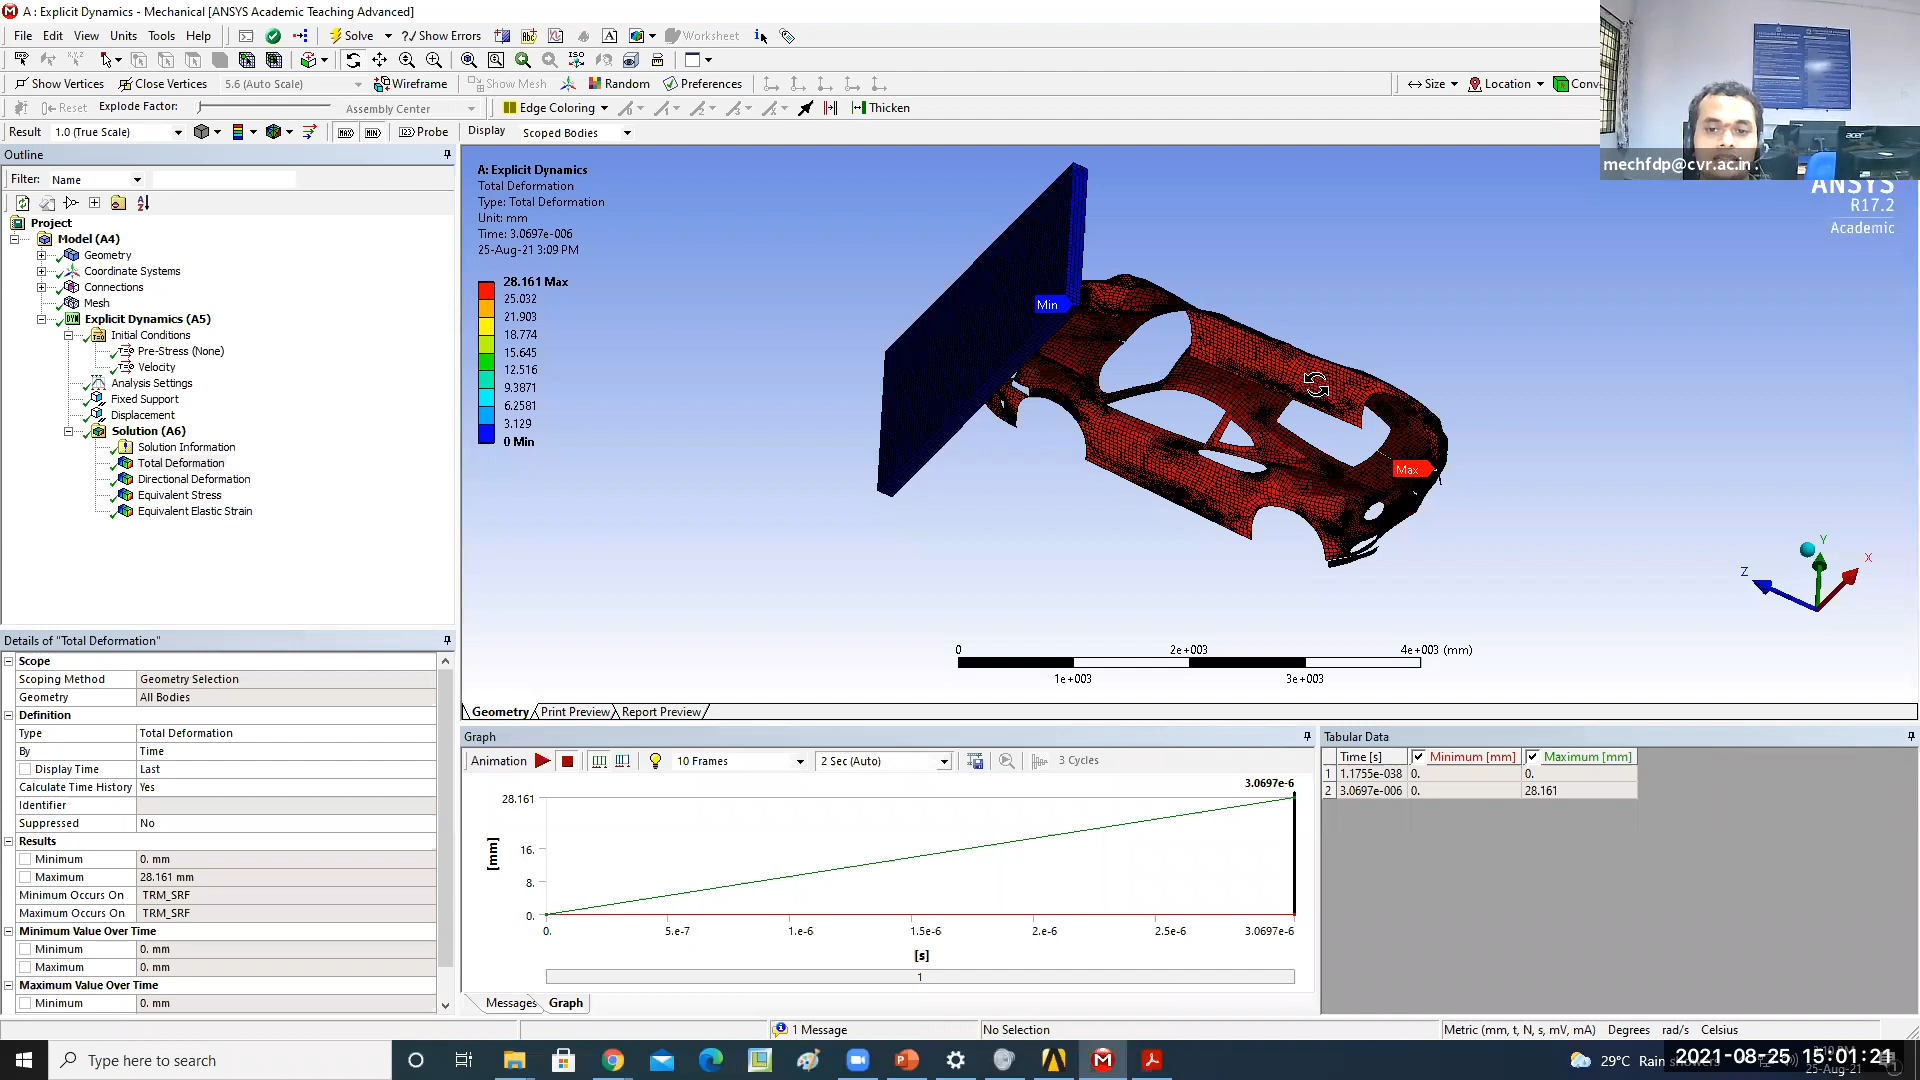 A : Explicit Dynamics - Mechanical [ANSYS Academic Teaching Advanced]
File Edit View Units Tools Help Solve ?/ Show Errors Worksheet
Show Vertices Close Vertices 5.6 (Auto Scale) Wireframe Show Mesh Random Preferences Size Location Conv
Reset Explode Factor: Assembly Center Edge Coloring Thicken
Result 1.0 (True Scale) MAX MIN Probe Display Scoped Bodies
mechfdp@cvr.ac.in
acer
Outline
Filter: Name
Project
Model (A4)
Geometry
Coordinate Systems
Connections
Mesh
Explicit Dynamics (A5)
Initial Conditions
Pre-Stress (None)
Velocity
Analysis Settings
Fixed Support
Displacement
Solution (A6)
Solution Information
Total Deformation
Directional Deformation
Equivalent Stress
Equivalent Elastic Strain
A: Explicit Dynamics
Total Deformation
Type: Total Deformation
Unit: mm
Time: 3.0697e-006
25-Aug-21 3:09 PM
28.161 Max
25.032
21.903
18.774
15.645
12.516
9.3871
6.2581
3.129
0 Min
Min
Max
ANSYS
R17.2
Academic
Y
X
Z
0 2e+003 4e+003 (mm)
1e+003 3e+003
Geometry Print Preview Report Preview
Details of "Total Deformation"
Scope
Scoping Method Geometry Selection
Geometry All Bodies
Definition
Type Total Deformation
By Time
Display Time Last
Calculate Time History Yes
Identifier
Suppressed No
Results
Minimum 0. mm
Maximum 28.161 mm
Minimum Occurs On TRM_SRF
Maximum Occurs On TRM_SRF
Minimum Value Over Time
Minimum 0. mm
Maximum 0. mm
Maximum Value Over Time
Minimum 0. mm
Graph
Animation 10 Frames 2 Sec (Auto) 3 Cycles
3.0697e-6
28.161
16.
8.
0.
[mm]
0. 5.e-7 1.e-6 1.5e-6 2.e-6 2.5e-6 3.0697e-6
[s]
1
Messages Graph
Tabular Data
Time [s] Minimum [mm] Maximum [mm]
1 1.1755e-038 0. 0.
2 3.0697e-006 0. 28.161
1 Message No Selection Metric (mm, t, N, s, mV, mA) Degrees rad/s Celsius
Type here to search
29°C Rain
2021-08-25 15:01:21
25-Aug-21